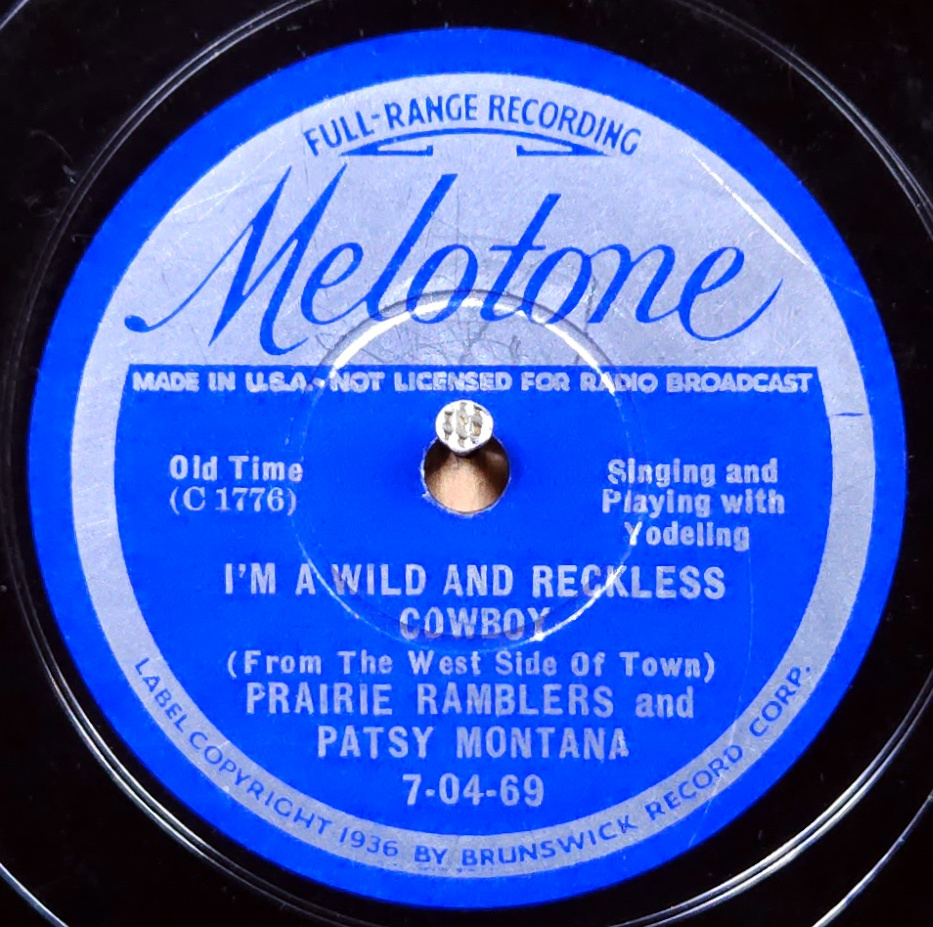 FULL-RANGE RECORDING
Melotone
MADE IN U.S.A. • NOT LICENSED FOR RADIO BROADCAST
Old Time
(C 1776)
Singing and
Playing with
Yodeling
I'M A WILD AND RECKLESS
COWBOY
(From The West Side Of Town)
PRAIRIE RAMBLERS and
PATSY MONTANA
7-04-69
LABEL COPYRIGHT 1936 BY BRUNSWICK RECORD CORP.